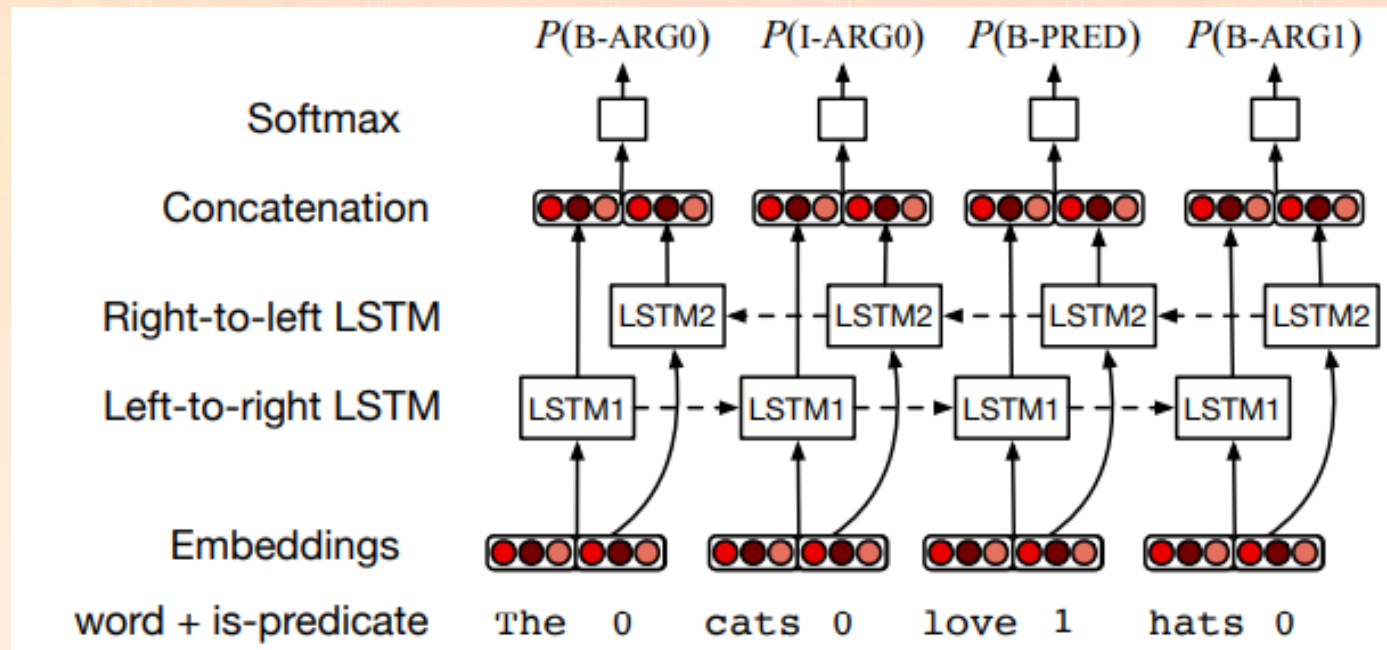 P(B-ARG0) P(I-ARG0) P(B-PRED) P(B-ARG1)
Softmax
Concatenation
Right-to-left LSTM LSTM2 LSTM2 LSTM2 LSTM2
Left-to-right LSTM LSTM1 LSTM1 LSTM1 LSTM1
Embeddings
word + is-predicate The 0 cats 0 love 1 hats 0